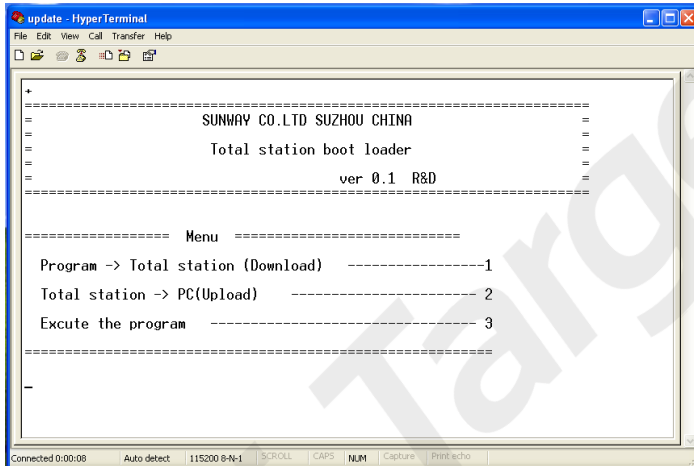 update - HyperTerminal
File Edit View Call Transfer Help
+
===========================================================================
= SUNWAY CO.LTD SUZHOU CHINA =
= =
= Total station boot loader =
= =
= ver 0.1 R&D =
===========================================================================
================== Menu ============================
Program -> Total station (Download) -----------------1
Total station -> PC(Upload) ----------------------- 2
Excute the program --------------------------------- 3
==========================================================
_
Connected 0:00:08 Auto detect 115200 8-N-1 SCROLL CAPS NUM Capture Print echo
Targe